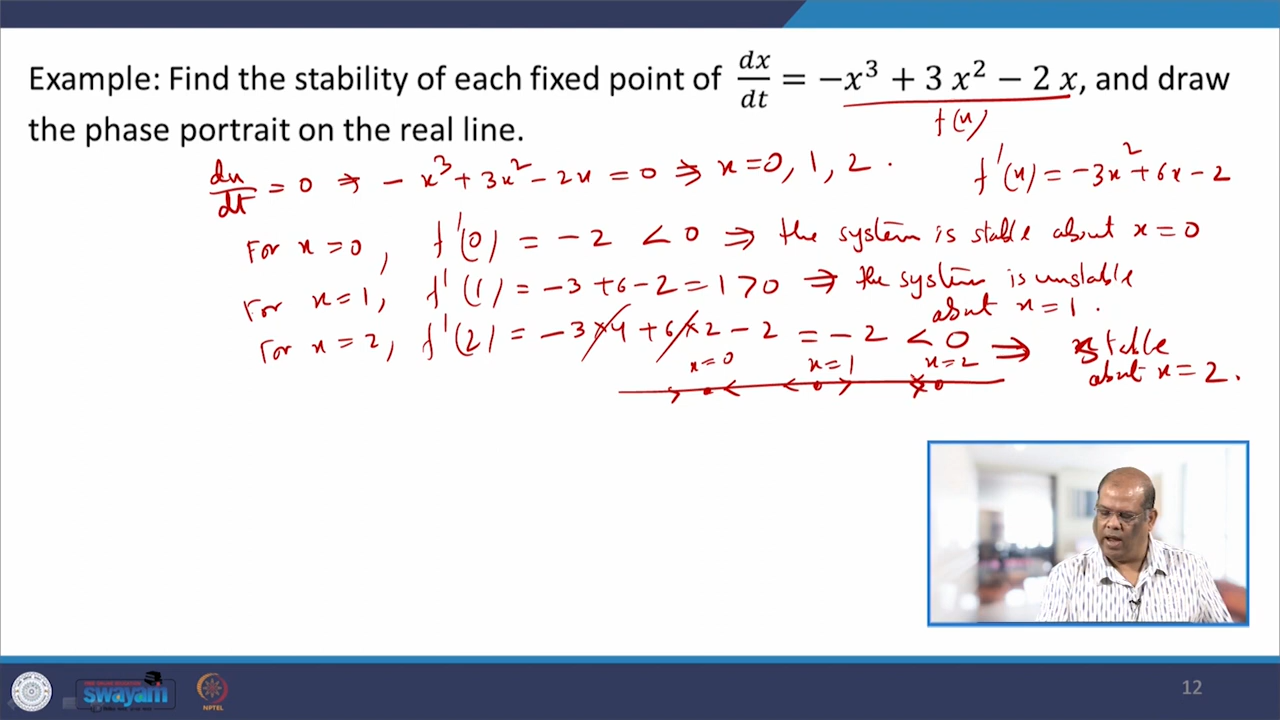 Example: Find the stability of each fixed point of dx/dt = −x³ + 3 x² − 2 x, and draw
the phase portrait on the real line.
f(x)
dx/dt = 0 ⇒ - x³ + 3x² - 2x = 0 ⇒ x = 0, 1, 2 .
f'(x) = -3x² + 6x - 2
For x = 0, f'(0) = -2 < 0 ⇒ the system is stable about x = 0
For x = 1, f'(1) = -3 + 6 - 2 = 1 > 0 ⇒ the system is unstable
about x = 1 .
For x = 2, f'(2) = -3×4 + 6×2 - 2 = -2 < 0 ⇒ stable
about x = 2 .
x = 0 x = 1 x = 2
swayam
NPTEL
12